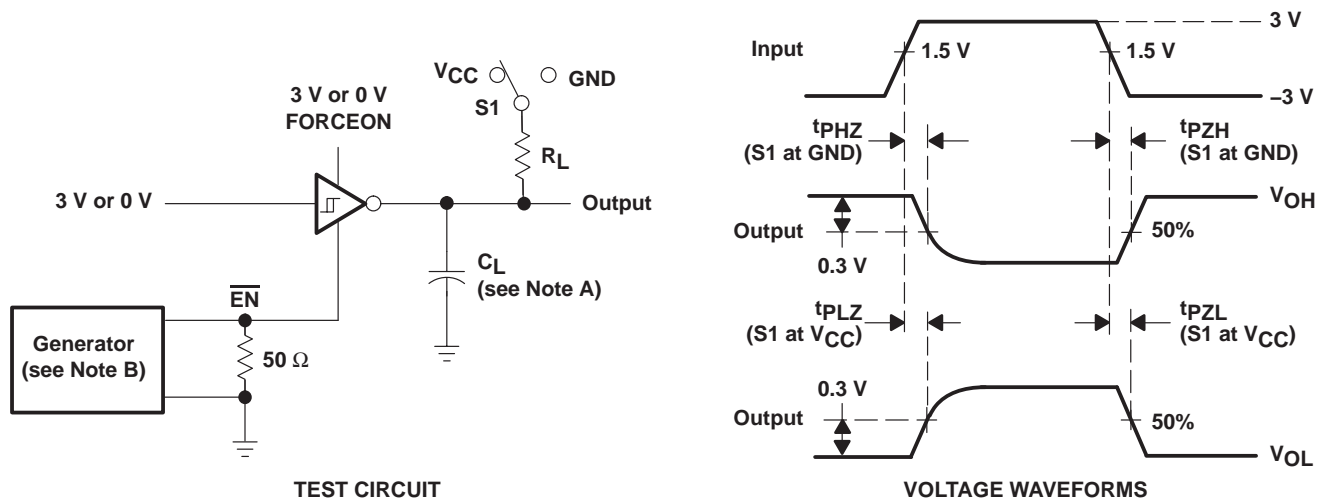 3 V or 0 V
FORCEON
VCC
GND
S1
RL
3 V or 0 V
Output
CL
(see Note A)
EN
Generator
(see Note B)
50 Ω
TEST CIRCUIT
Input
1.5 V
1.5 V
3 V
–3 V
tPHZ
(S1 at GND)
tPZH
(S1 at GND)
VOH
Output
0.3 V
50%
tPLZ
(S1 at VCC)
tPZL
(S1 at VCC)
0.3 V
Output
50%
VOL
VOLTAGE WAVEFORMS